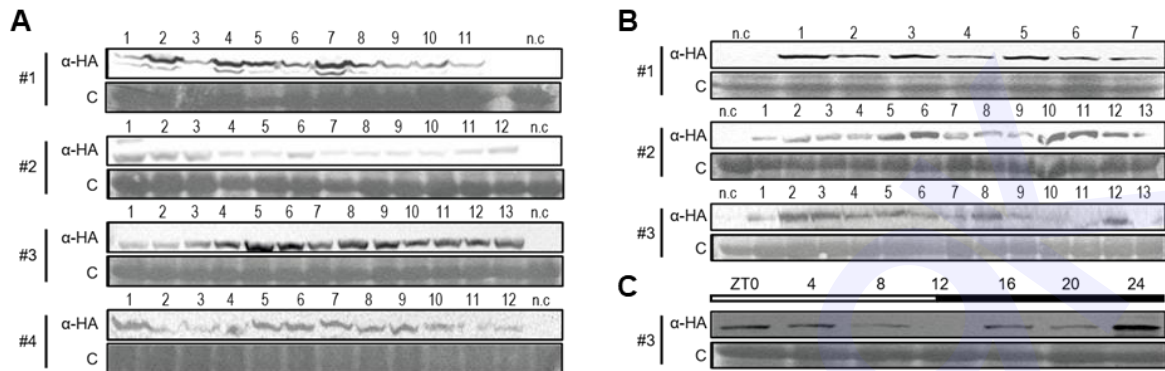 A
1 2 3 4 5 6 7 8 9 10 11 n.c
#1
α-HA
C
1 2 3 4 5 6 7 8 9 10 11 12 n.c
#2
α-HA
C
1 2 3 4 5 6 7 8 9 10 11 12 13 n.c
#3
α-HA
C
1 2 3 4 5 6 7 8 9 10 11 12 n.c
#4
α-HA
C
B
n.c 1 2 3 4 5 6 7
#1
α-HA
C
n.c 1 2 3 4 5 6 7 8 9 10 11 12 13
#2
α-HA
C
n.c 1 2 3 4 5 6 7 8 9 10 11 12 13
#3
α-HA
C
C
ZT0 4 8 12 16 20 24
#3
α-HA
C